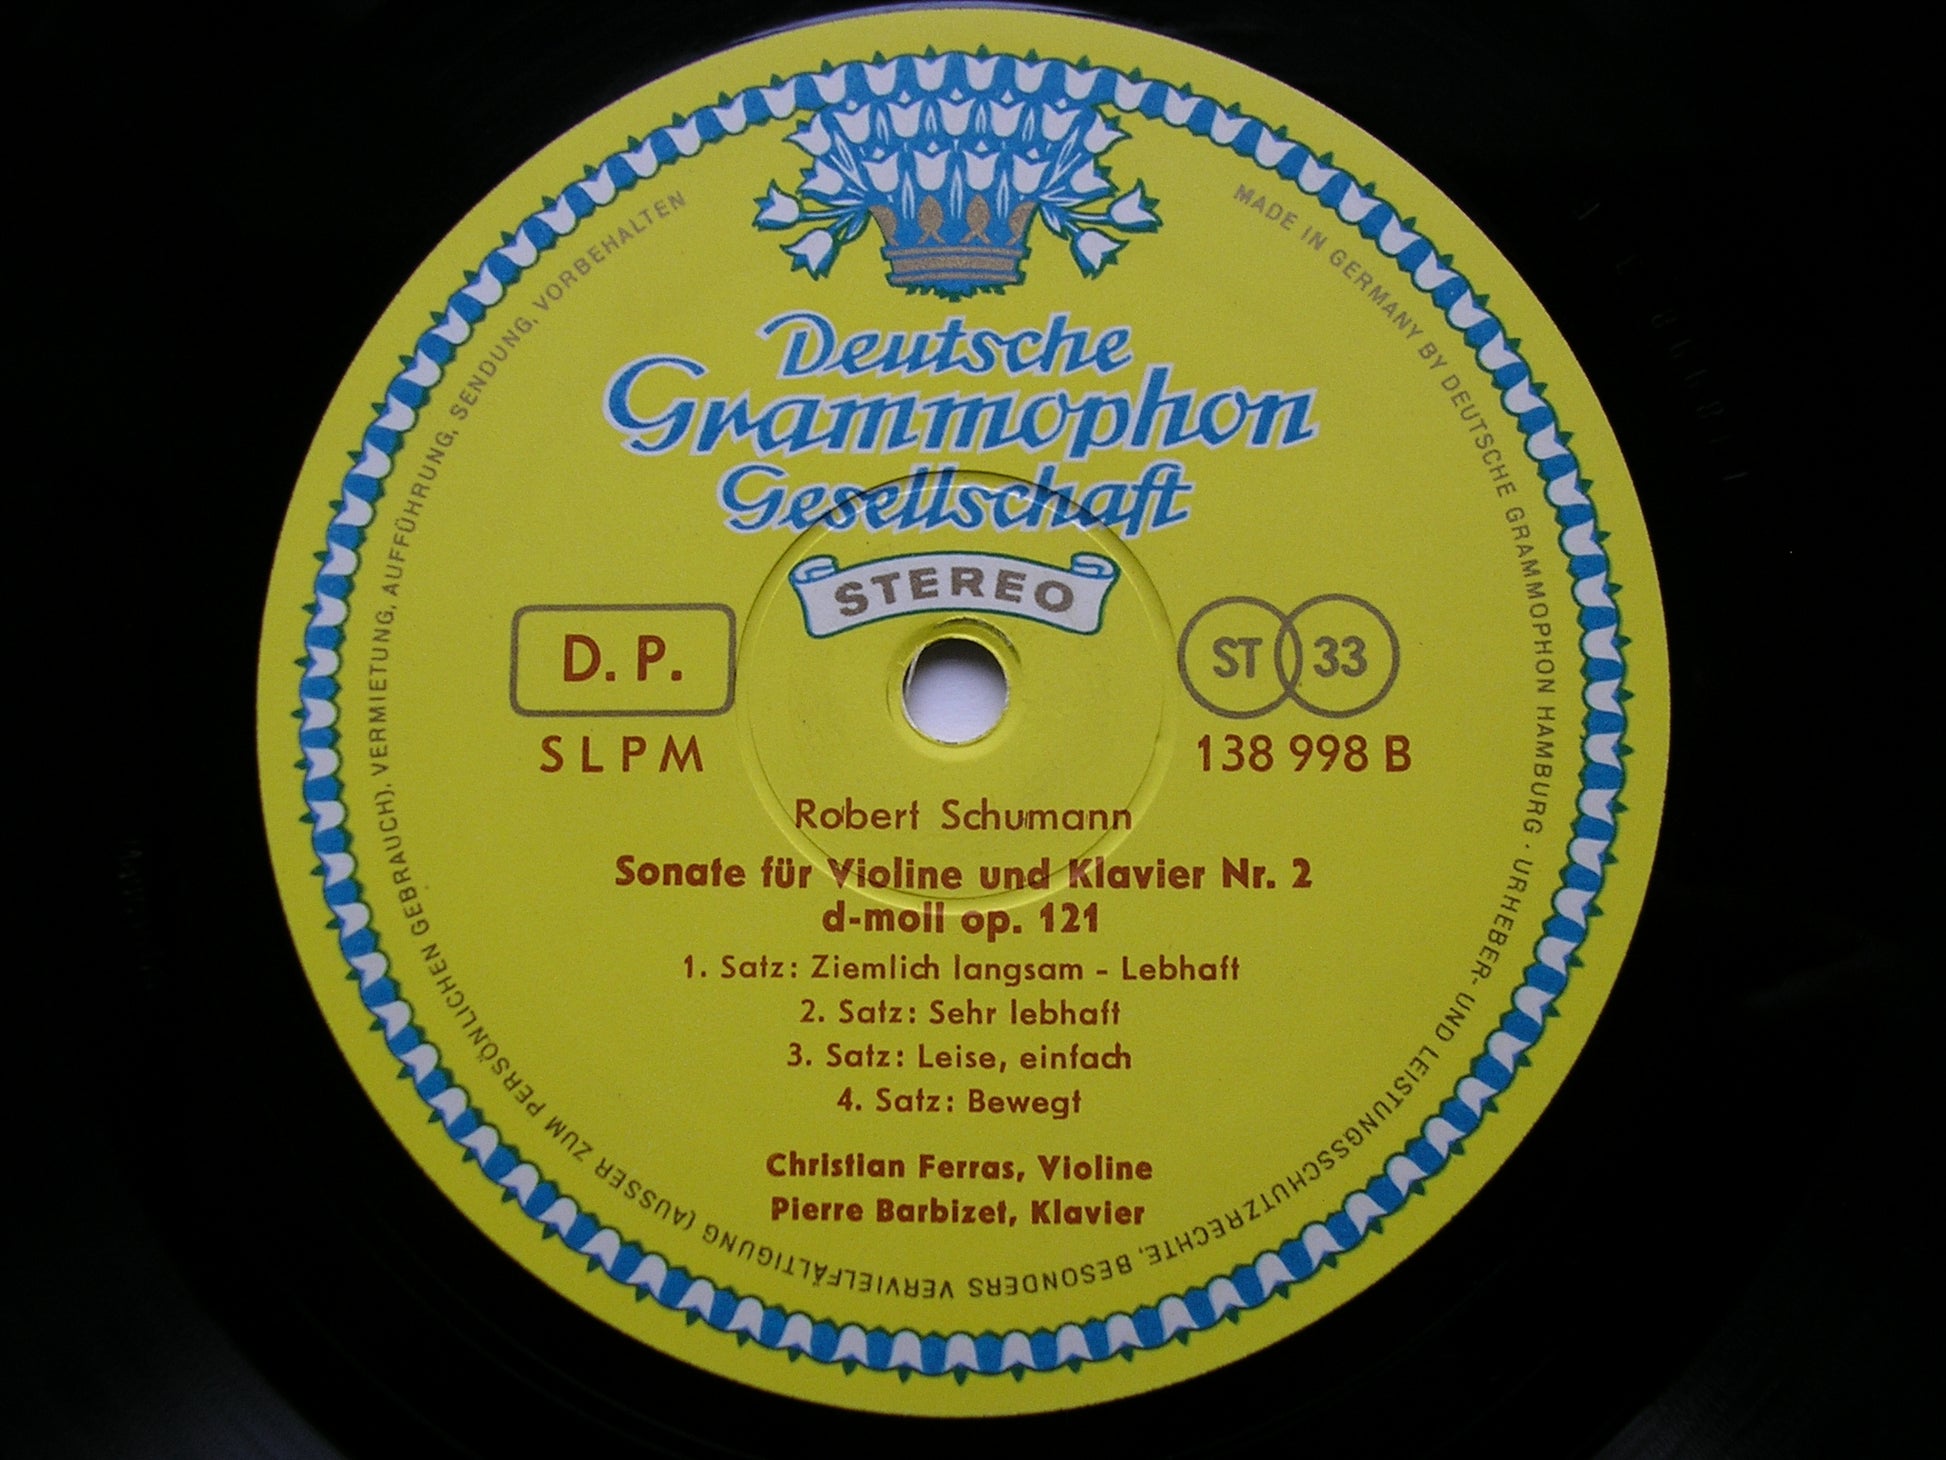 Deutsche
Grammophon
Gesellschaft
STEREO
D. P.
ST 33
SLPM
138 998 B
Robert Schumann
Sonate für Violine und Klavier Nr. 2
d-moll op. 121
1. Satz: Ziemlich langsam - Lebhaft
2. Satz: Sehr lebhaft
3. Satz: Leise, einfach
4. Satz: Bewegt
Christian Ferras, Violine
Pierre Barbizet, Klavier
MADE IN GERMANY BY DEUTSCHE GRAMMOPHON HAMBURG · URHEBER- UND LEISTUNGSSCHUTZRECHTE, BESONDERS VERVIELFÄLTIGUNG (AUSSER ZUM PERSÖNLICHEN GEBRAUCH), VERMIETUNG, AUFFÜHRUNG, SENDUNG, VORBEHALTEN